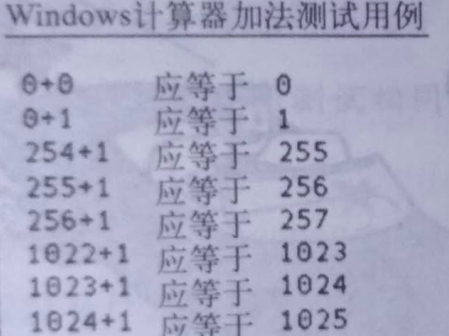 Windows计算器加法测试用例
0+0 应等于 0
0+1 应等于 1
254+1 应等于 255
255+1 应等于 256
256+1 应等于 257
1022+1 应等于 1023
1023+1 应等于 1024
1024+1 应等于 1025